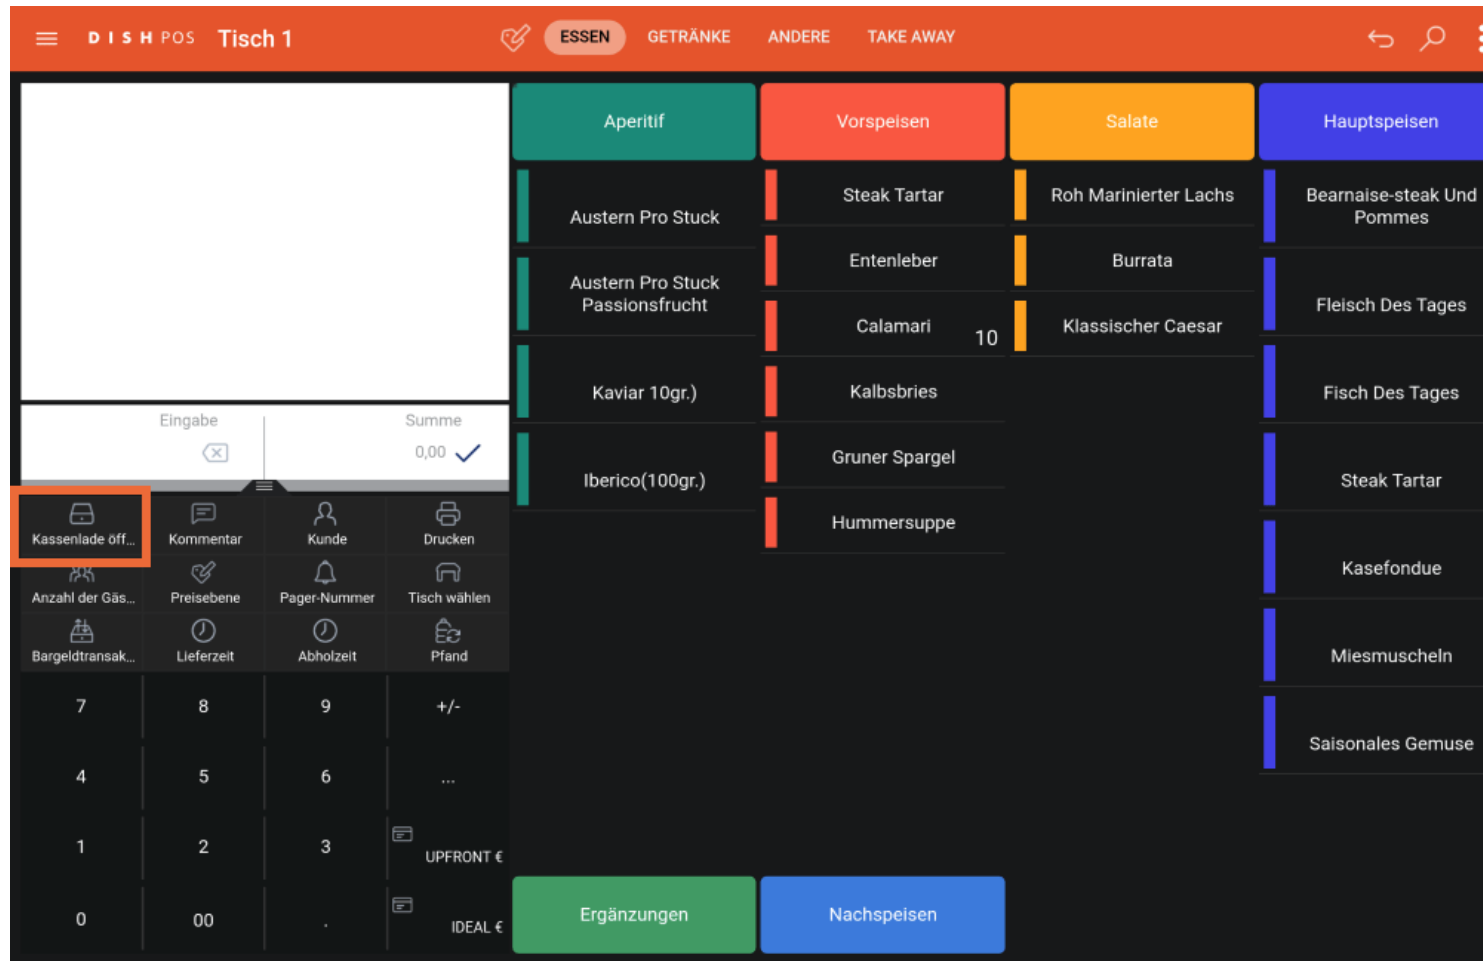 DISH POS Tisch 1 ESSEN GETRÄNKE ANDERE TAKE AWAY
Aperitif
Austern Pro Stuck
Austern Pro Stuck
Passionsfrucht
Kaviar 10gr.)
Iberico(100gr.)
Vorspeisen
Steak Tartar
Entenleber
Calamari 10
Kalbsbries
Gruner Spargel
Hummersuppe
Salate
Roh Marinierter Lachs
Burrata
Klassischer Caesar
Hauptspeisen
Bearnaise-steak Und
Pommes
Fleisch Des Tages
Fisch Des Tages
Steak Tartar
Kasefondue
Miesmuscheln
Saisonales Gemuse
Eingabe Summe
0,00
Kassenlade öff... Kommentar Kunde Drucken
Anzahl der Gäs... Preisebene Pager-Nummer Tisch wählen
Bargeldtransak... Lieferzeit Abholzeit Pfand
7 8 9 +/-
4 5 6 ...
1 2 3 UPFRONT €
0 00 . IDEAL €
Ergänzungen Nachspeisen